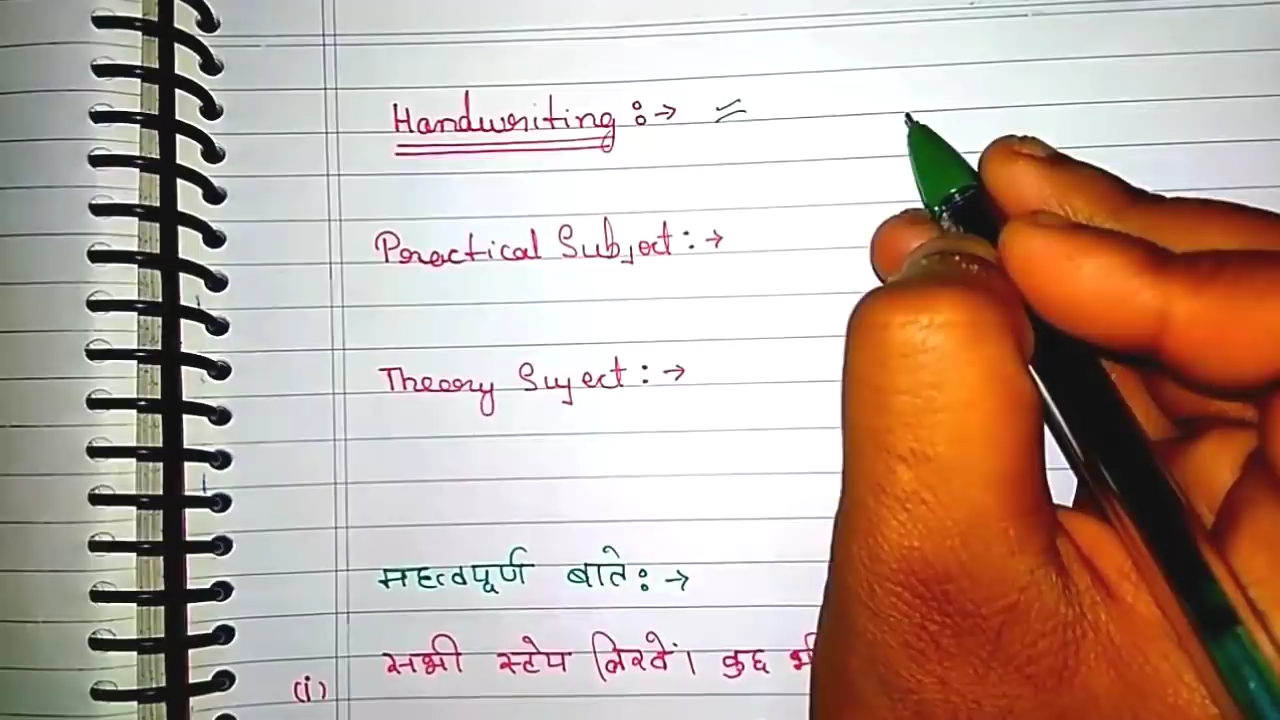 Handwriting :→ =
Practical Subject :→
Theory Suject :→
महत्वपूर्ण बाते :→
(i) सभी स्टेप लिखें। कुछ भी